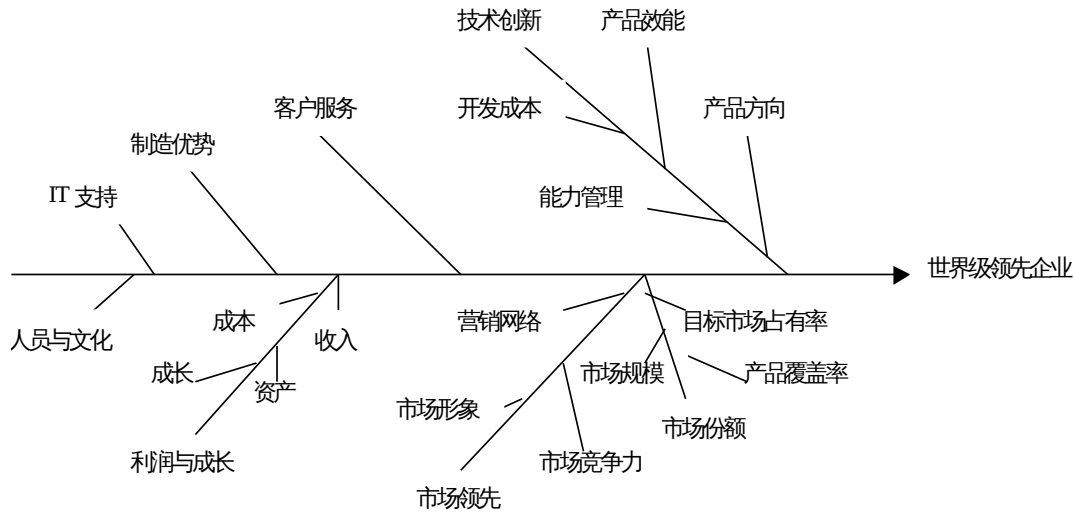 技术创新
产品效能
客户服务
开发成本
产品方向
制造优势
IT 支持
能力管理
世界级领先企业
人员与文化
成本
收入
营销网络
目标市场占有率
成长
资产
市场规模
产品覆盖率
市场形象
市场份额
利润与成长
市场竞争力
市场领先